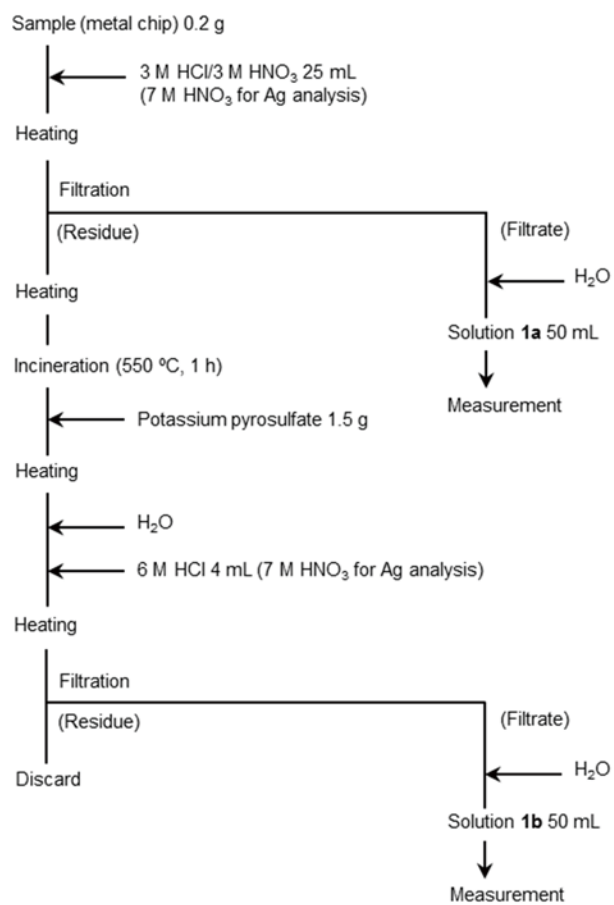 Sample (metal chip) 0.2 g
3 M HCl/3 M HNO₃ 25 mL
(7 M HNO₃ for Ag analysis)
Heating
Filtration
(Residue)
(Filtrate)
H₂O
Heating
Solution 1a 50 mL
Incineration (550 ºC, 1 h)
Measurement
Potassium pyrosulfate 1.5 g
Heating
H₂O
6 M HCl 4 mL (7 M HNO₃ for Ag analysis)
Heating
Filtration
(Residue)
(Filtrate)
H₂O
Discard
Solution 1b 50 mL
Measurement